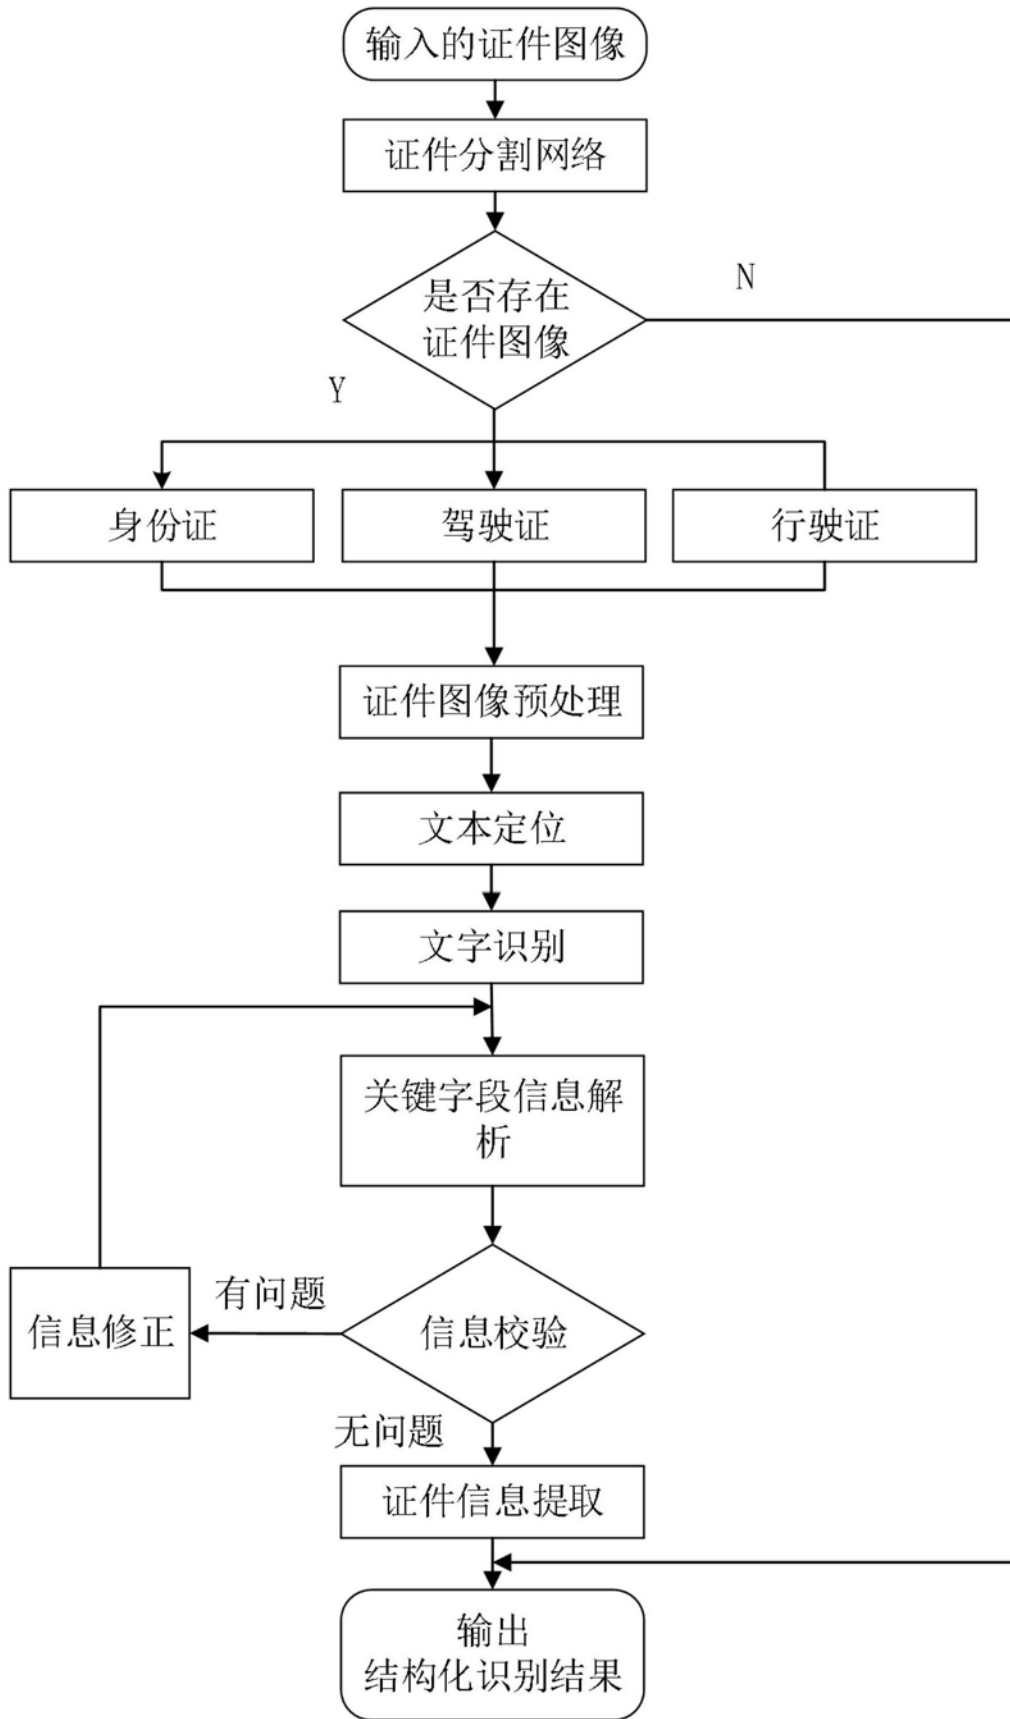 输入的证件图像
证件分割网络
是否存在
证件图像
N
Y
身份证
驾驶证
行驶证
证件图像预处理
文本定位
文字识别
关键字段信息解
析
有问题
信息修正
信息校验
无问题
证件信息提取
输出
结构化识别结果